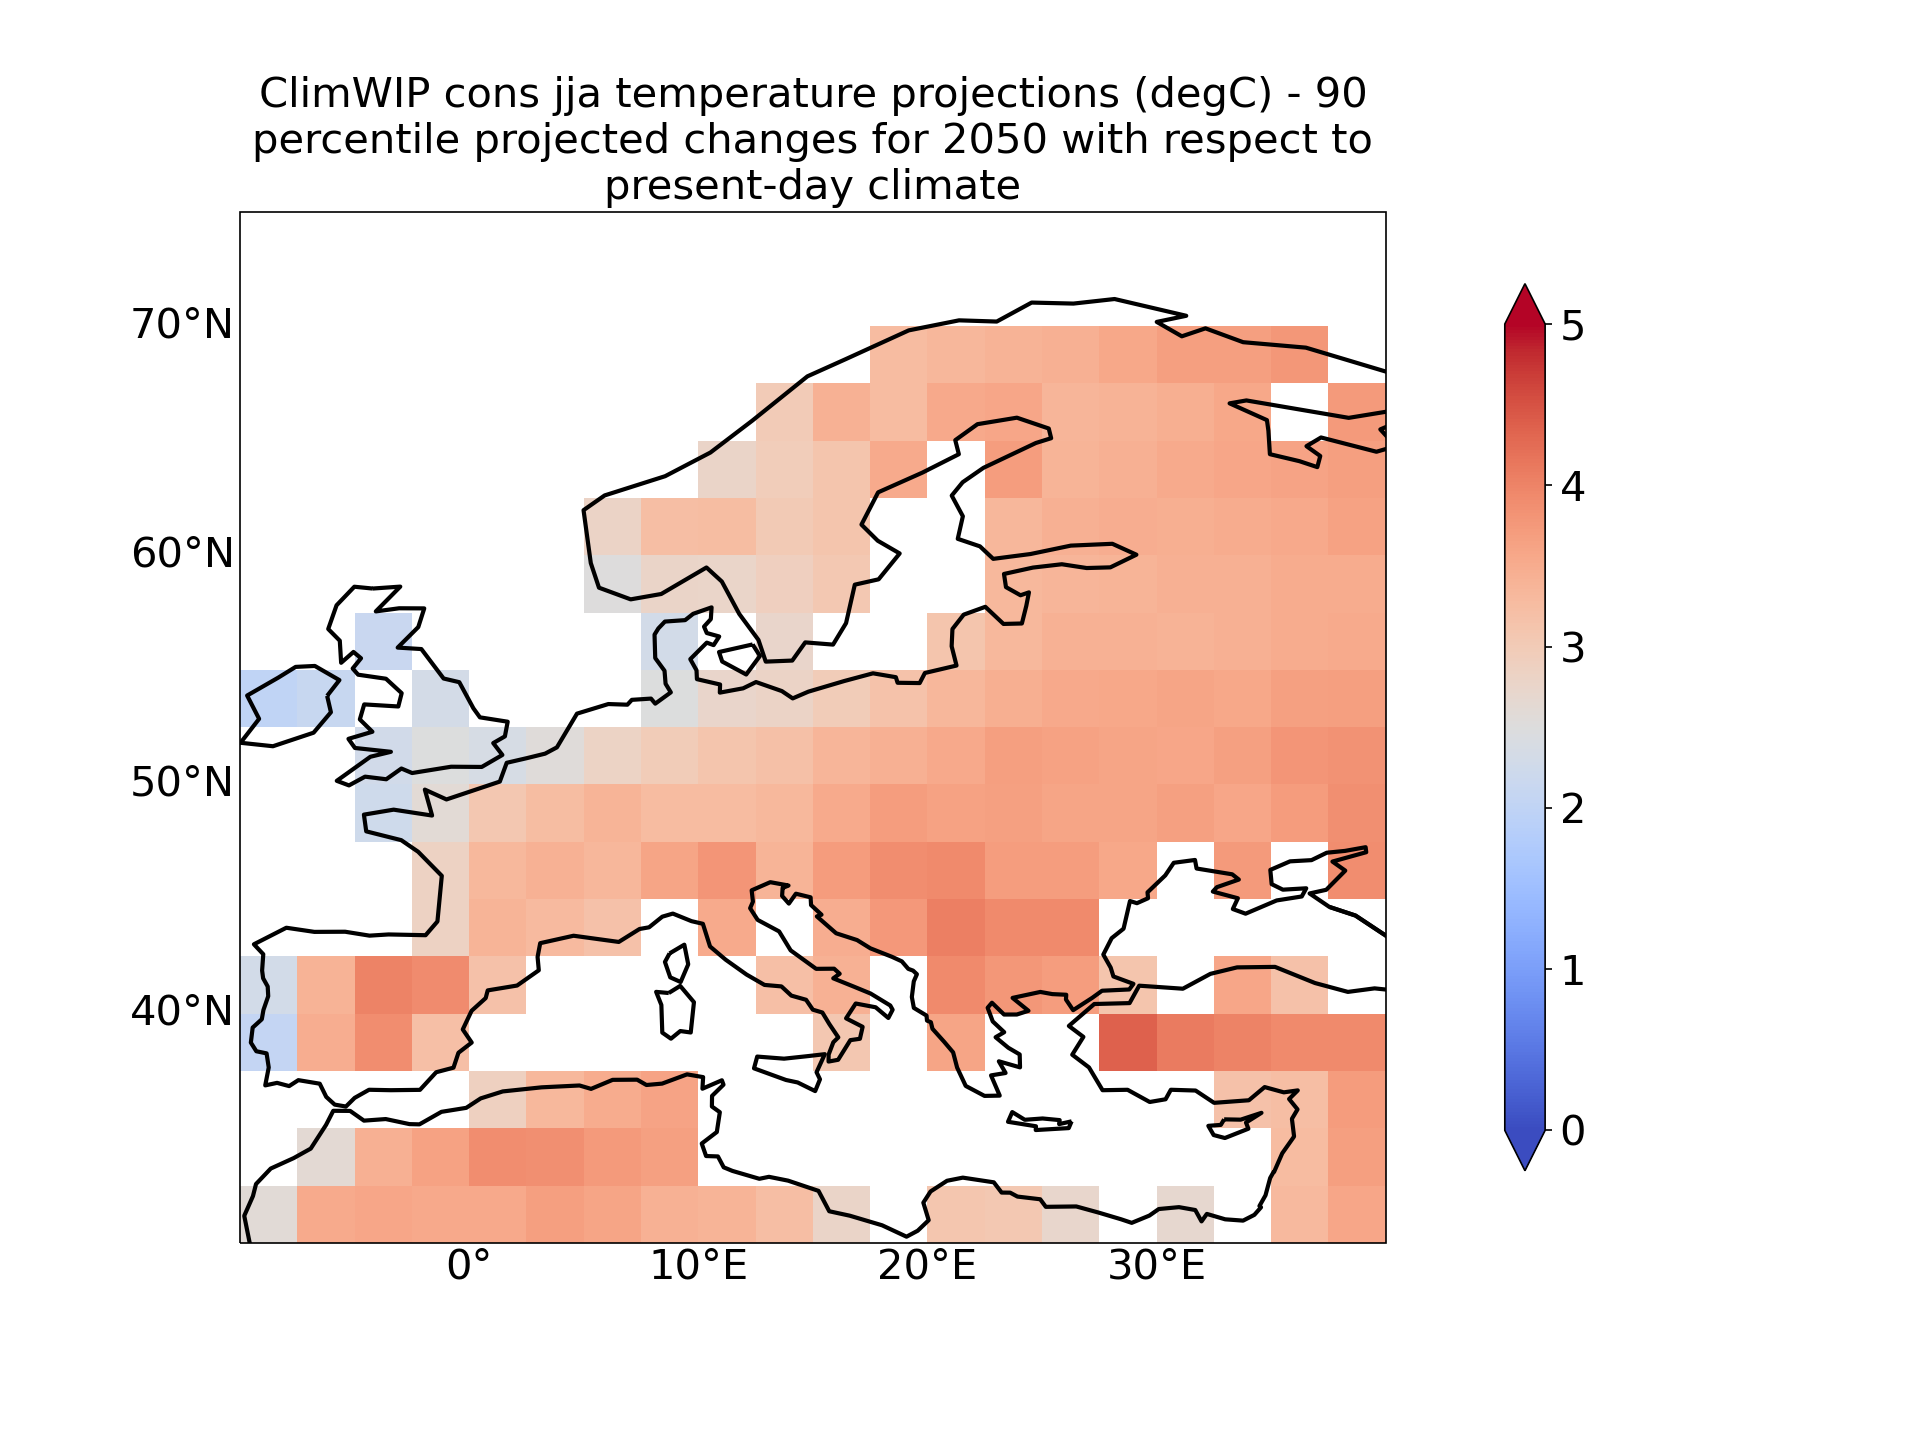 ClimWIP cons jja temperature projections (degC) - 90
percentile projected changes for 2050 with respect to
present-day climate
70°N
60°N
50°N
40°N
0°
10°E
20°E
30°E
5
4
3
2
1
0